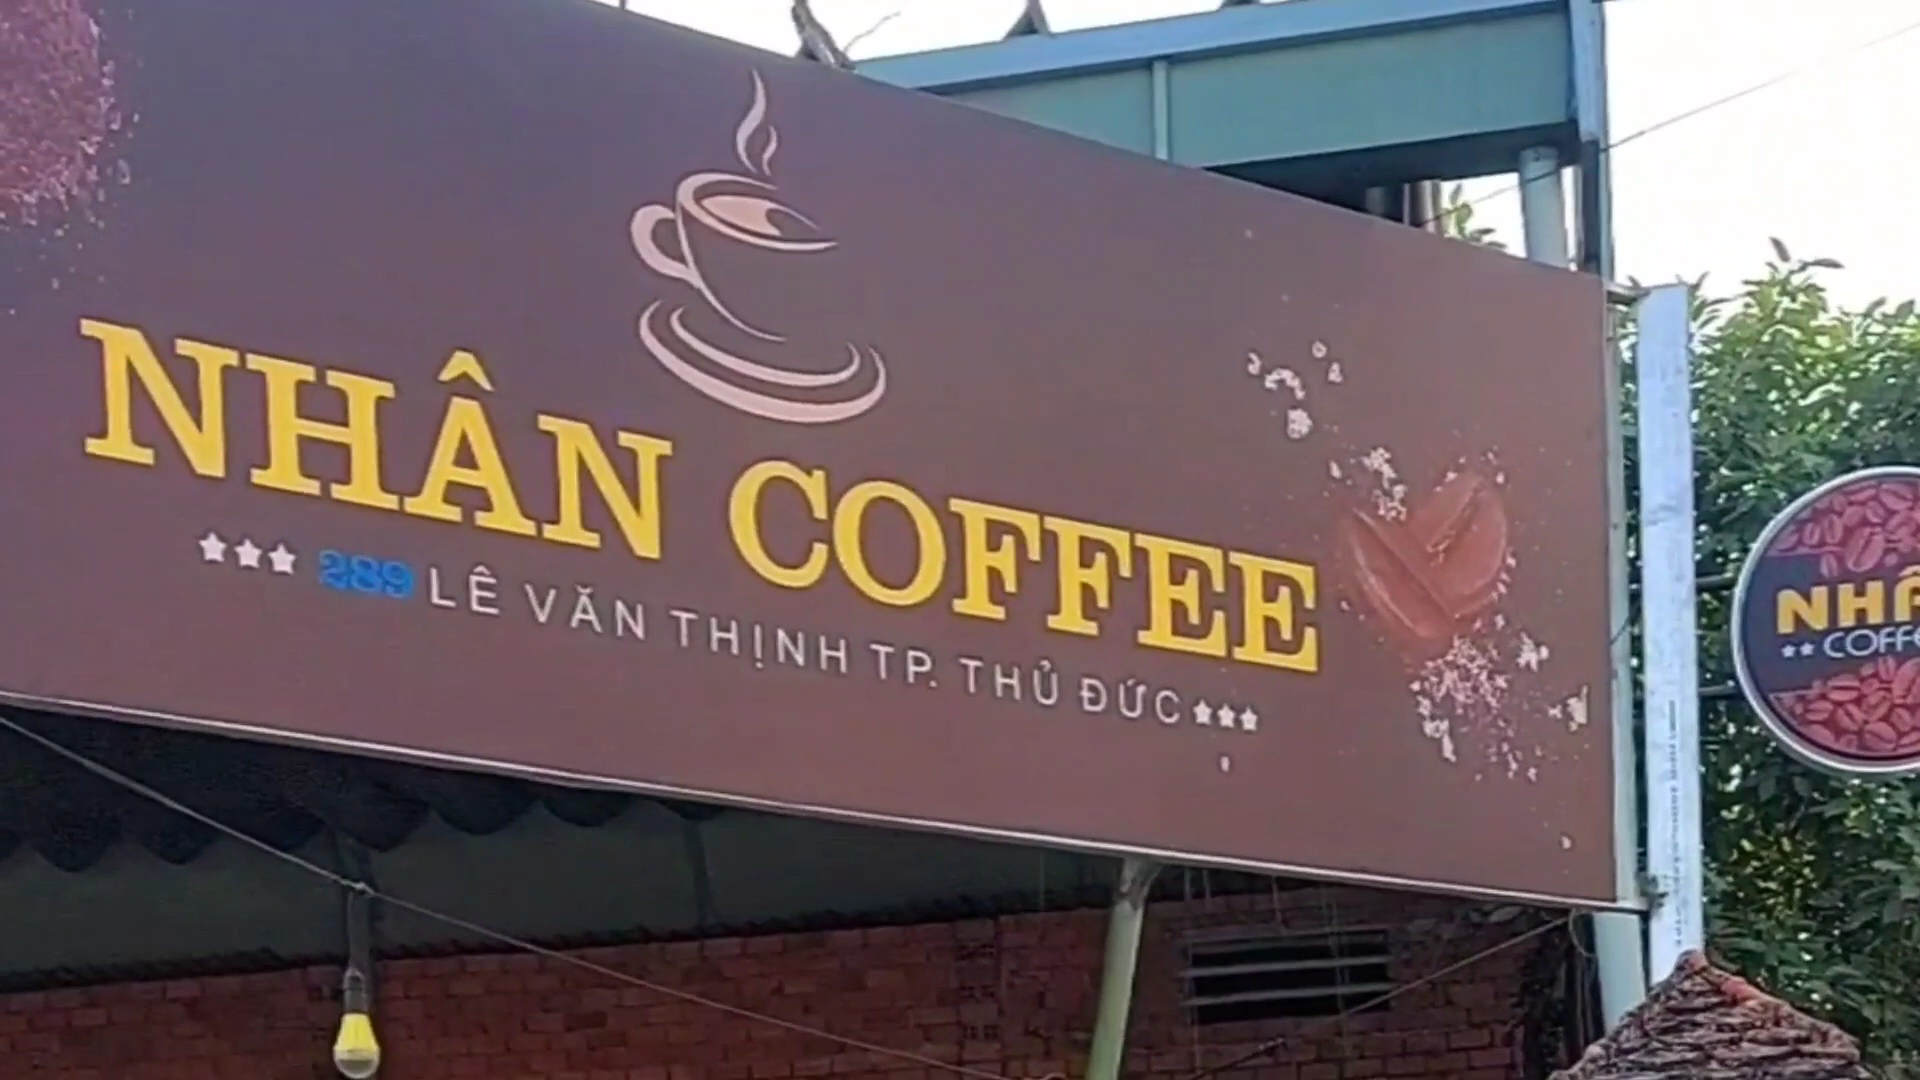 NHÂN COFFEE
289 LÊ VĂN THỊNH TP. THỦ ĐỨC
NHÂ
COFFE